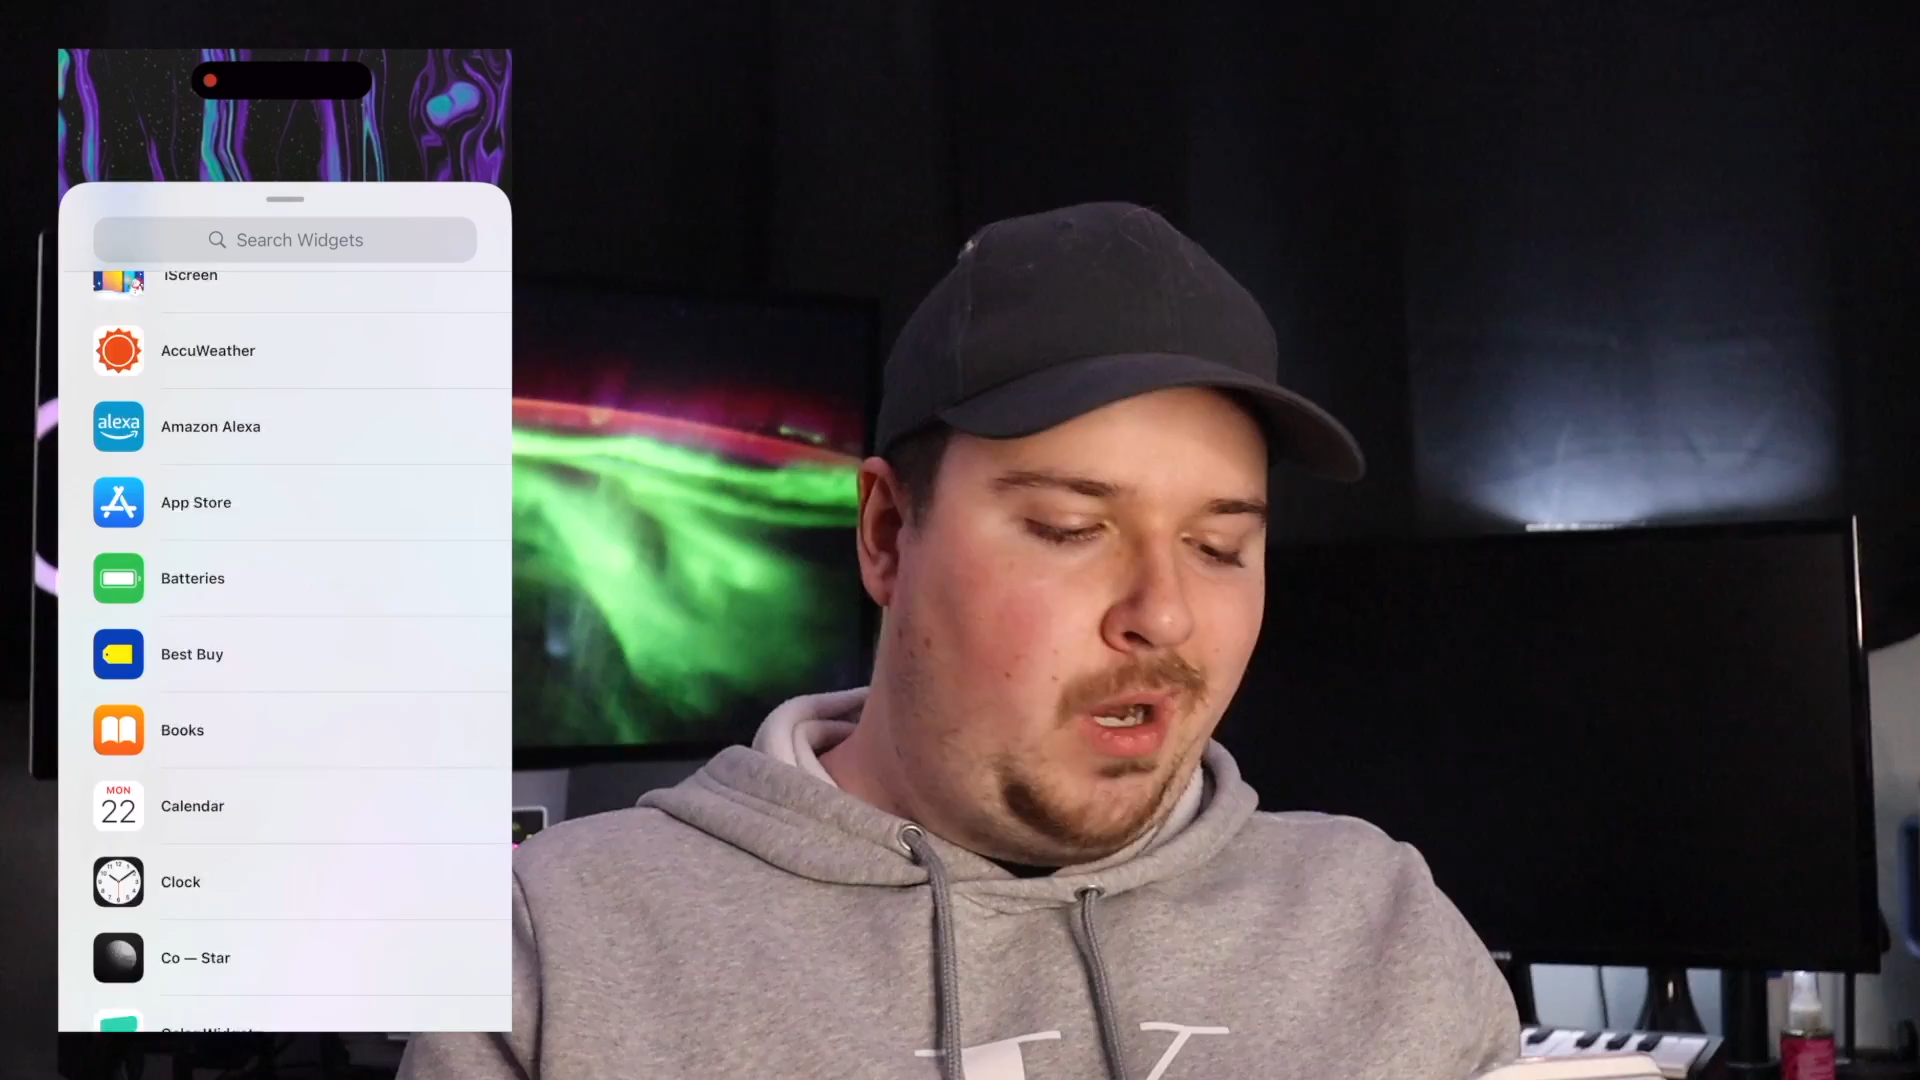 Search Widgets
iScreen
AccuWeather
alexa
Amazon Alexa
App Store
Batteries
Best Buy
Books
MON
22
Calendar
Clock
Co — Star